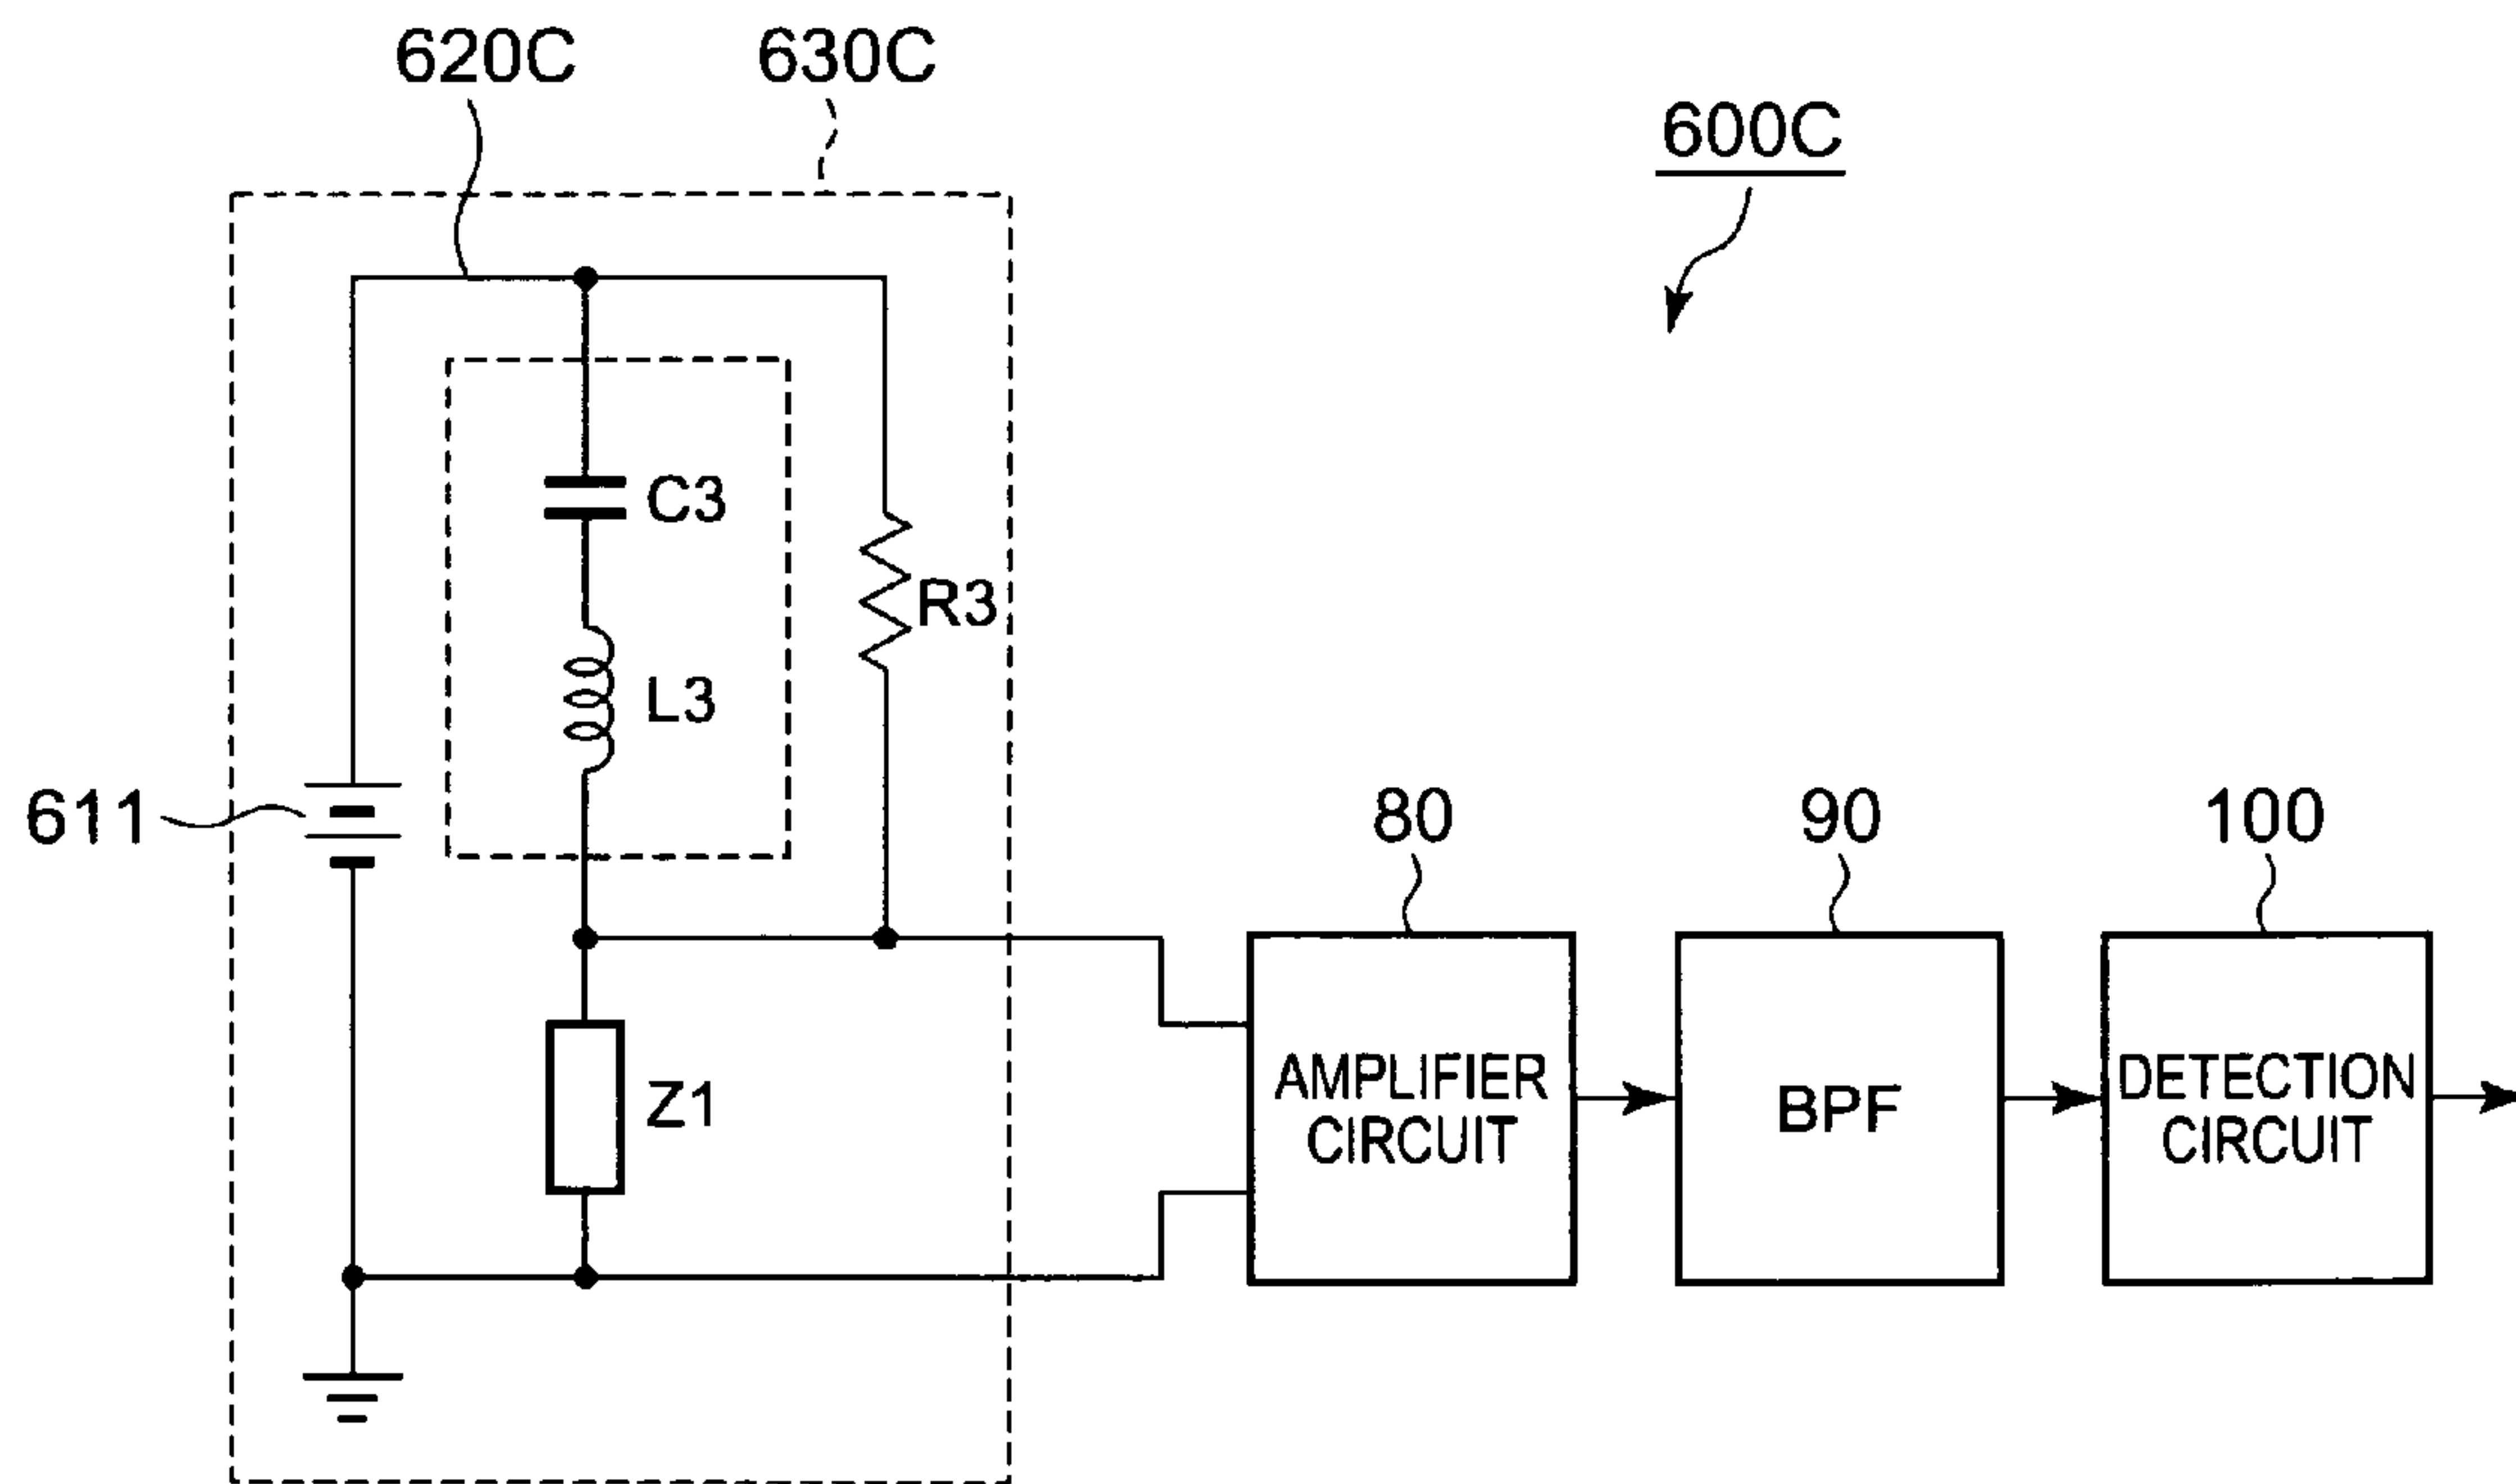 620C
630C
600C
C3
R3
L3
611
80
90
100
AMPLIFIER
CIRCUIT
BPF
DETECTION
CIRCUIT
Z1